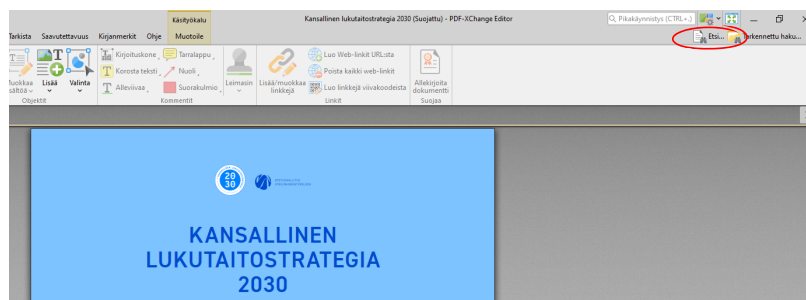 Käsityökalu
Kansallinen lukutaitostrategia 2030 (Suojattu) - PDF-XChange Editor
Pikakäynnistys (CTRL+.)
Tarkista Saavutettavuus Kirjanmerkit Ohje Muotoile
Etsi... Tarkennettu haku...
Kirjoituskone
Tarralappu
Korosta teksti
Nuoli
Alleviivaa
Suorakulmio
Lisää
Valinta
Objektit
Kommentit
Leimasin
Lisää/muokkaa
linkkejä
Luo Web-linkit URL:sta
Poista kaikki web-linkit
Luo linkkejä viivakoodeista
Linkit
Allekirjoita
dokumentti
Suojaa
2030
KANSALLINEN
LUKUTAITOSTRATEGIA
2030